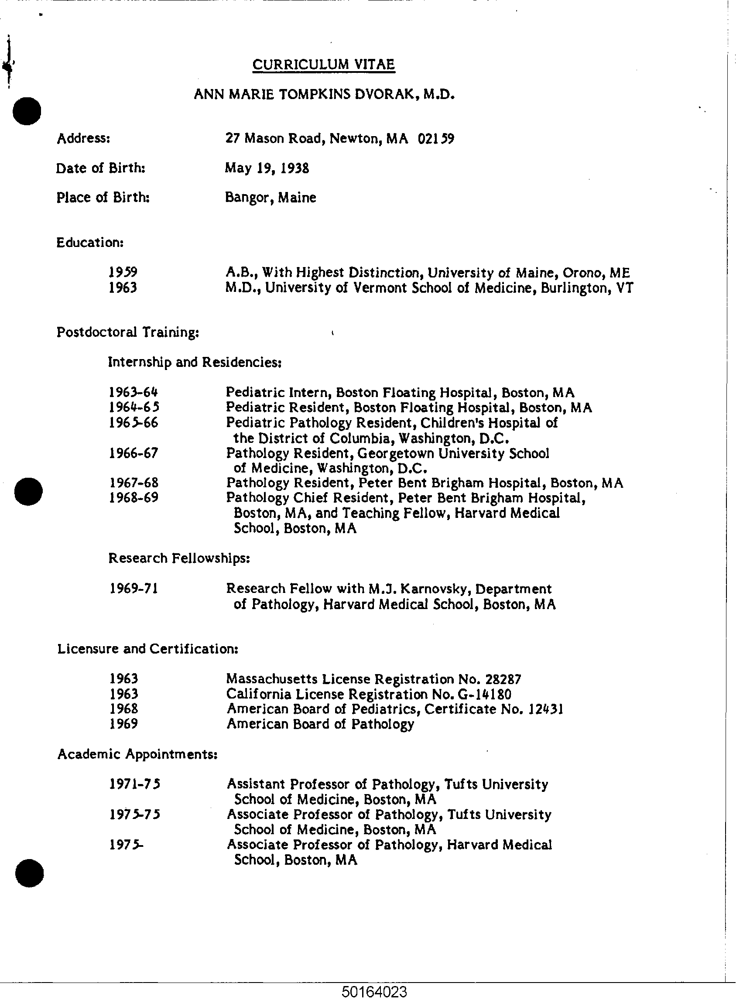 CURRICULUM VITAE
ANN MARIE TOMPKINS DVORAK, M.D.
Address: 27 Mason Road, Newton, MA 02159
Date of Birth: May 19, 1938
Place of Birth: Bangor, Maine
Education:
1959 A.B., With Highest Distinction, University of Maine, Orono, ME
1963 M.D., University of Vermont School of Medicine, Burlington, VT
Postdoctoral Training:
Internship and Residencies:
1963-64 Pediatric Intern, Boston Floating Hospital, Boston, MA
1964-65 Pediatric Resident, Boston Floating Hospital, Boston, MA
1965-66 Pediatric Pathology Resident, Children's Hospital of
the District of Columbia, Washington, D.C.
1966-67 Pathology Resident, Georgetown University School
of Medicine, Washington, D.C.
1967-68 Pathology Resident, Peter Bent Brigham Hospital, Boston, MA
1968-69 Pathology Chief Resident, Peter Bent Brigham Hospital,
Boston, MA, and Teaching Fellow, Harvard Medical
School, Boston, MA
Research Fellowships:
1969-71 Research Fellow with M.J. Karnovsky, Department
of Pathology, Harvard Medical School, Boston, MA
Licensure and Certification:
1963 Massachusetts License Registration No. 28287
1963 California License Registration No. G-14180
1968 American Board of Pediatrics, Certificate No. 12431
1969 American Board of Pathology
Academic Appointments:
1971-75 Assistant Professor of Pathology, Tufts University
School of Medicine, Boston, MA
1975-75 Associate Professor of Pathology, Tufts University
School of Medicine, Boston, MA
1975- Associate Professor of Pathology, Harvard Medical
School, Boston, MA
50164023